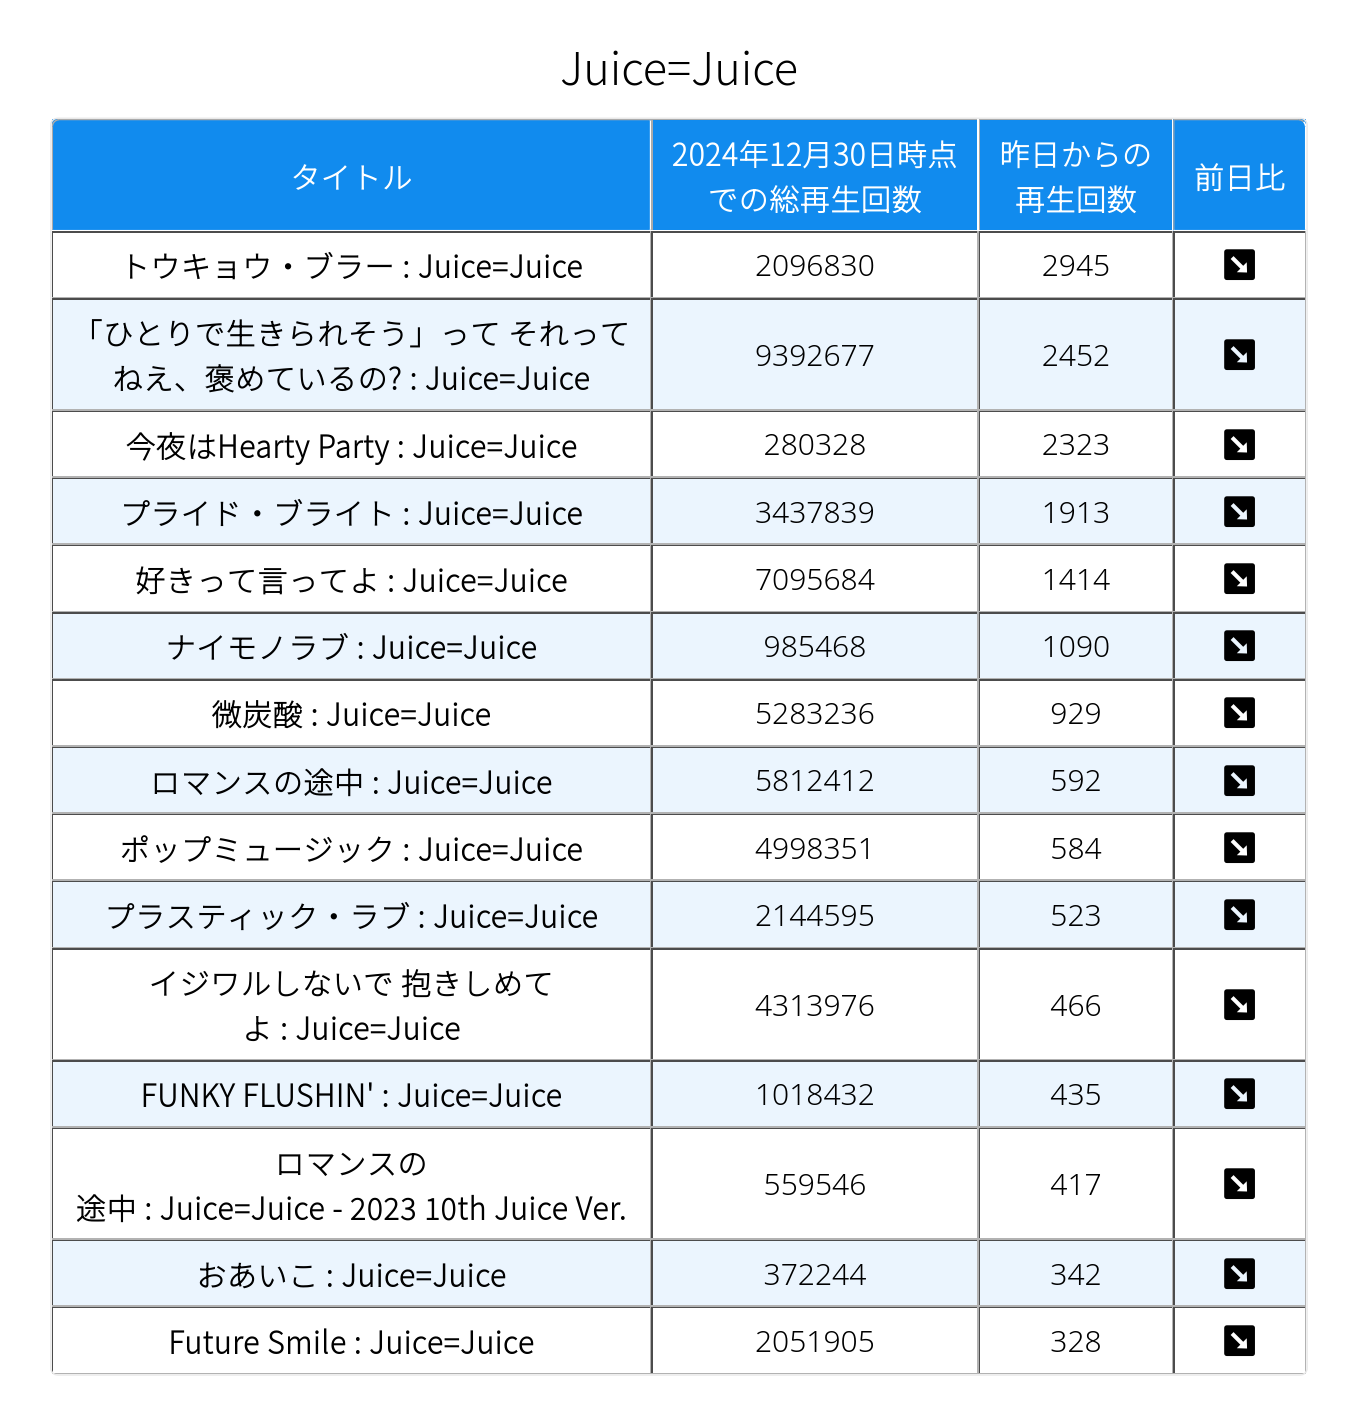 Juice=Juice
タイトル
2024年12月30日時点
での総再生回数
昨日からの
再生回数
前日比
トウキョウ・ブラー : Juice=Juice
2096830
2945
「ひとりで生きられそう」って それって
ねえ、褒めているの? : Juice=Juice
9392677
2452
今夜はHearty Party : Juice=Juice
280328
2323
プライド・ブライト : Juice=Juice
3437839
1913
好きって言ってよ : Juice=Juice
7095684
1414
ナイモノラブ : Juice=Juice
985468
1090
微炭酸 : Juice=Juice
5283236
929
ロマンスの途中 : Juice=Juice
5812412
592
ポップミュージック : Juice=Juice
4998351
584
プラスティック・ラブ : Juice=Juice
2144595
523
イジワルしないで 抱きしめて
よ : Juice=Juice
4313976
466
FUNKY FLUSHIN' : Juice=Juice
1018432
435
ロマンスの
途中 : Juice=Juice - 2023 10th Juice Ver.
559546
417
おあいこ : Juice=Juice
372244
342
Future Smile : Juice=Juice
2051905
328